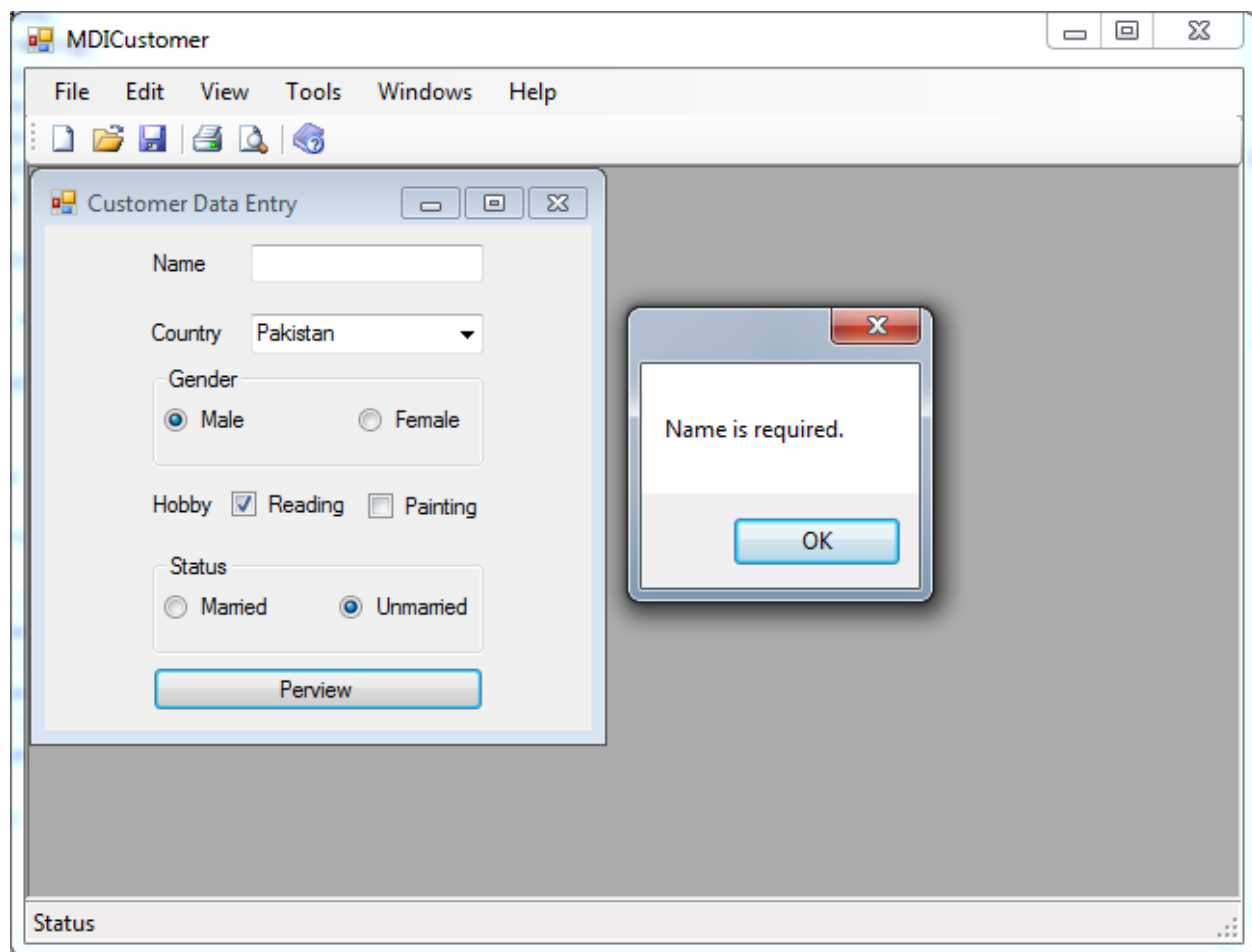 MDICustomer
File Edit View Tools Windows Help
Customer Data Entry
Name
Country Pakistan
Gender
Male Female
Hobby Reading Painting
Status
Married Unmarried
Perview
Name is required.
OK
Status